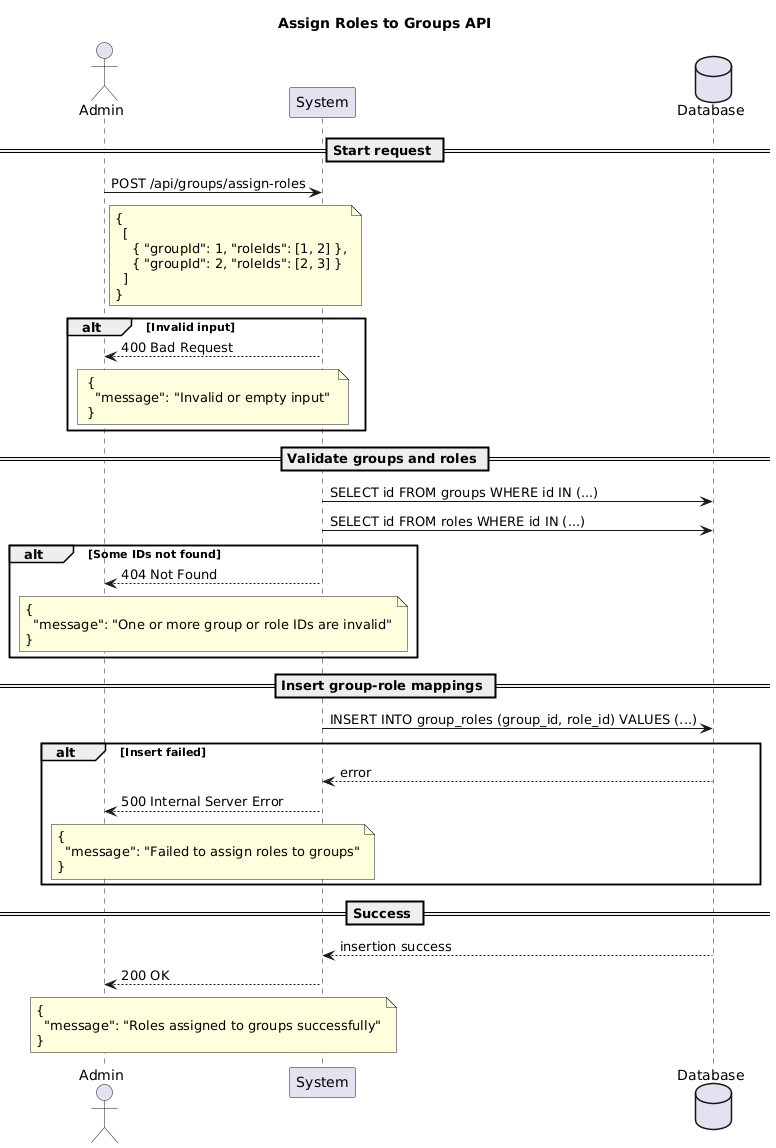 Assign Roles to Groups API
Admin
System
Database
Start request
POST /api/groups/assign-roles
{
[
{ "groupId": 1, "roleIds": [1, 2] },
{ "groupId": 2, "roleIds": [2, 3] }
]
}
alt [Invalid input]
400 Bad Request
{
"message": "Invalid or empty input"
}
Validate groups and roles
SELECT id FROM groups WHERE id IN (...)
SELECT id FROM roles WHERE id IN (...)
alt [Some IDs not found]
404 Not Found
{
"message": "One or more group or role IDs are invalid"
}
Insert group-role mappings
INSERT INTO group_roles (group_id, role_id) VALUES (...)
alt [Insert failed]
error
500 Internal Server Error
{
"message": "Failed to assign roles to groups"
}
Success
insertion success
200 OK
{
"message": "Roles assigned to groups successfully"
}
Admin
System
Database